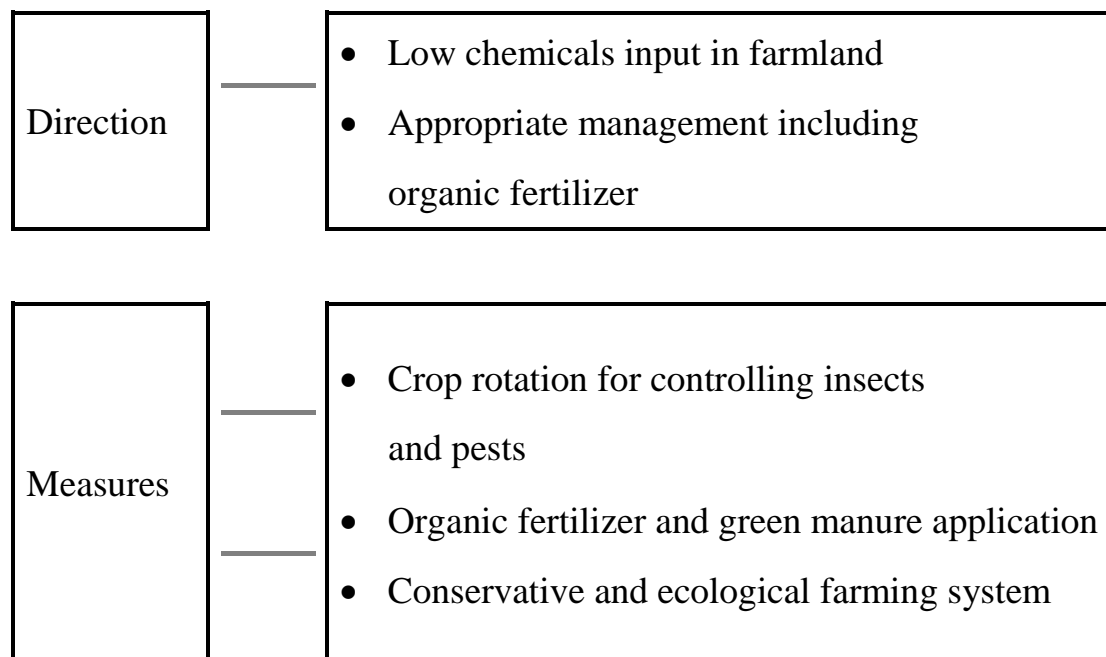 Direction
• Low chemicals input in farmland
• Appropriate management including
organic fertilizer
Measures
• Crop rotation for controlling insects
and pests
• Organic fertilizer and green manure application
• Conservative and ecological farming system